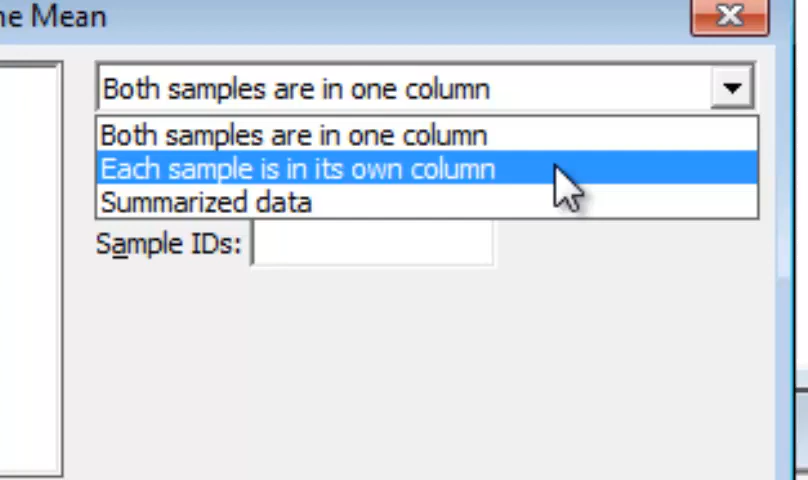 he Mean
Both samples are in one column
Both samples are in one column
Each sample is in its own column
Summarized data
Sample IDs: